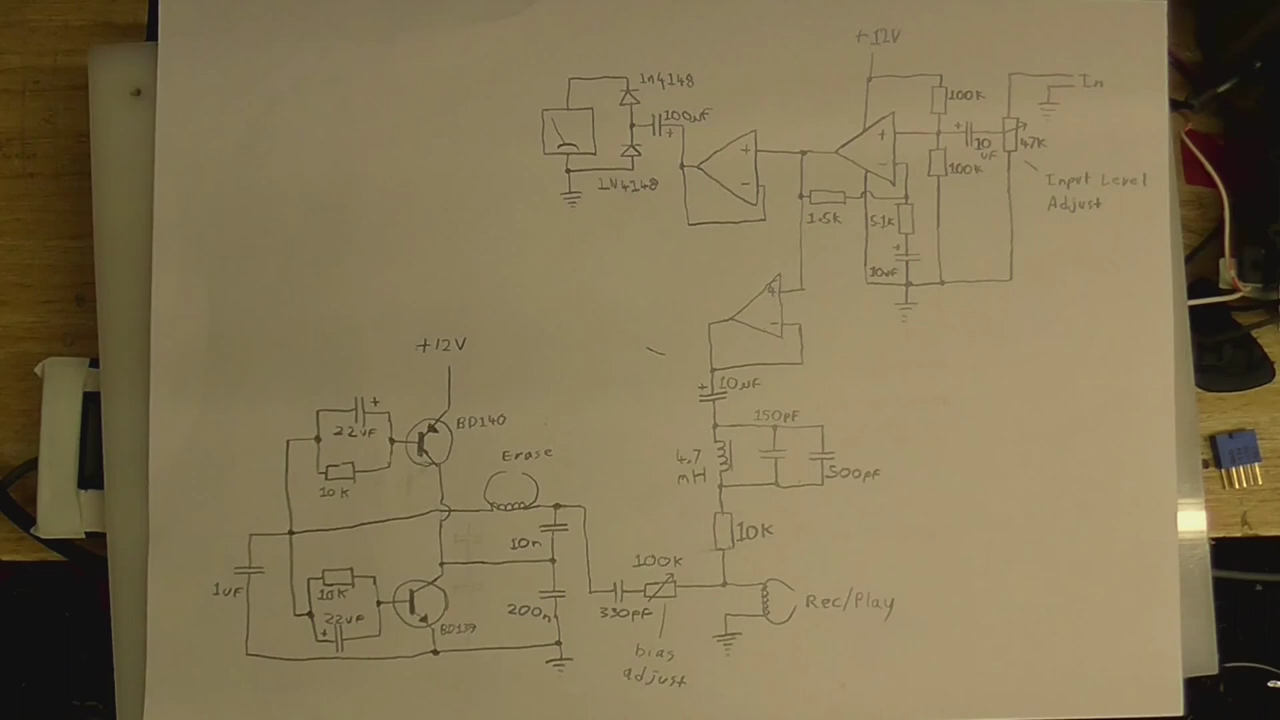 +12V
1n4148
100uF
+
1N4148
+
-
+
-
100K
100K
+
10
uF
47K
In
Input Level
Adjust
1.5k
5.1k
+
10uF
+
-
+
10uF
150pF
4.7
mH
500pF
10K
+12V
+
22uF
BD140
10K
Erase
10n
1uF
10K
22uF
+
BD139
200n
330pF
100k
bias
adjust
Rec/Play